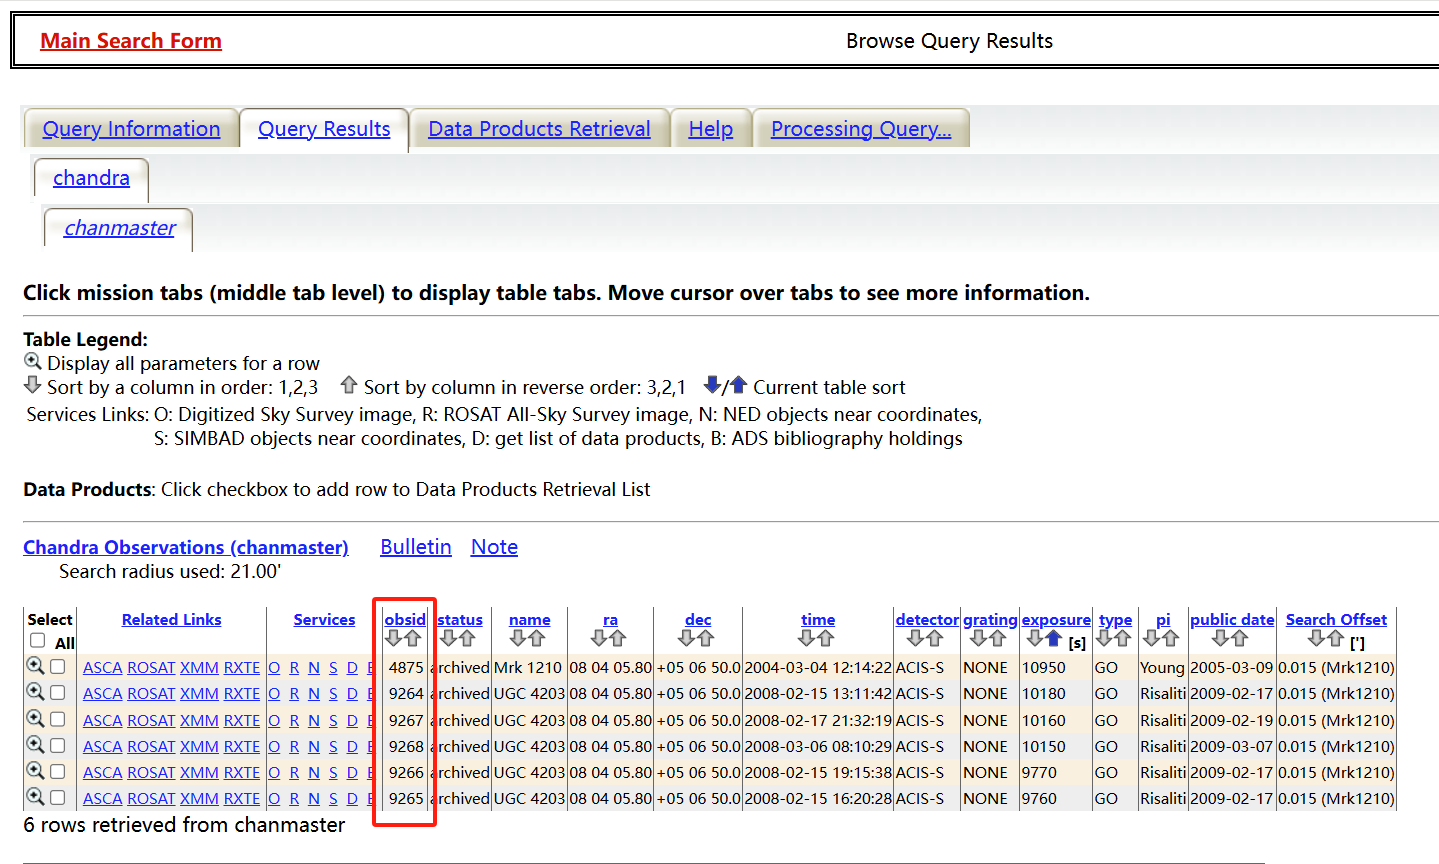 Main Search Form Browse Query Results
Query Information Query Results Data Products Retrieval Help Processing Query...
chandra
chanmaster
Click mission tabs (middle tab level) to display table tabs. Move cursor over tabs to see more information.
Table Legend:
Display all parameters for a row
Sort by a column in order: 1,2,3 Sort by column in reverse order: 3,2,1 / Current table sort
Services Links: O: Digitized Sky Survey image, R: ROSAT All-Sky Survey image, N: NED objects near coordinates,
S: SIMBAD objects near coordinates, D: get list of data products, B: ADS bibliography holdings
Data Products: Click checkbox to add row to Data Products Retrieval List
Chandra Observations (chanmaster) Bulletin Note
Search radius used: 21.00'
Select Related Links Services obsid status name ra dec time detector grating exposure type pi public date Search Offset
All [s] [']
ASCA ROSAT XMM RXTE O R N S D 4875 archived Mrk 1210 08 04 05.80 +05 06 50.0 2004-03-04 12:14:22 ACIS-S NONE 10950 GO Young 2005-03-09 0.015 (Mrk1210)
ASCA ROSAT XMM RXTE O R N S D 9264 archived UGC 4203 08 04 05.80 +05 06 50.0 2008-02-15 13:11:42 ACIS-S NONE 10180 GO Risaliti 2009-02-17 0.015 (Mrk1210)
ASCA ROSAT XMM RXTE O R N S D 9267 archived UGC 4203 08 04 05.80 +05 06 50.0 2008-02-17 21:32:19 ACIS-S NONE 10160 GO Risaliti 2009-02-19 0.015 (Mrk1210)
ASCA ROSAT XMM RXTE O R N S D 9268 archived UGC 4203 08 04 05.80 +05 06 50.0 2008-03-06 08:10:29 ACIS-S NONE 10150 GO Risaliti 2009-03-07 0.015 (Mrk1210)
ASCA ROSAT XMM RXTE O R N S D 9266 archived UGC 4203 08 04 05.80 +05 06 50.0 2008-02-15 19:15:38 ACIS-S NONE 9770 GO Risaliti 2009-02-17 0.015 (Mrk1210)
ASCA ROSAT XMM RXTE O R N S D 9265 archived UGC 4203 08 04 05.80 +05 06 50.0 2008-02-15 16:20:28 ACIS-S NONE 9760 GO Risaliti 2009-02-17 0.015 (Mrk1210)
6 rows retrieved from chanmaster